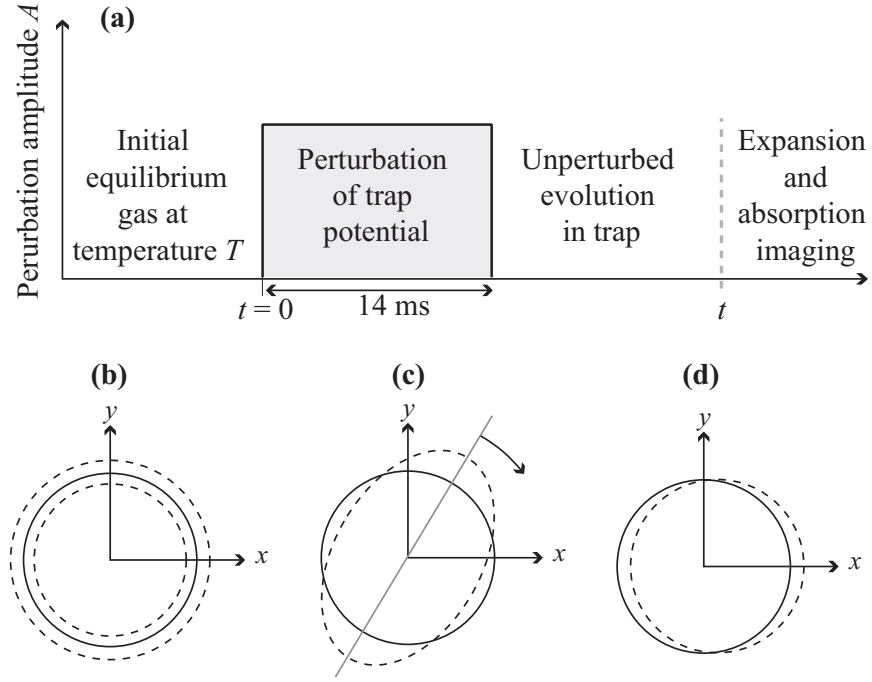 (a)
Perurbation amplitude A
Initial
equilibrium
gas at
temperature T
Perturbation
of trap
potential
Unperturbed
evolution
in trap
Expansion
and
absorption
imaging
t = 0
14 ms
t
(b)
y
x
(c)
y
x
(d)
y
x